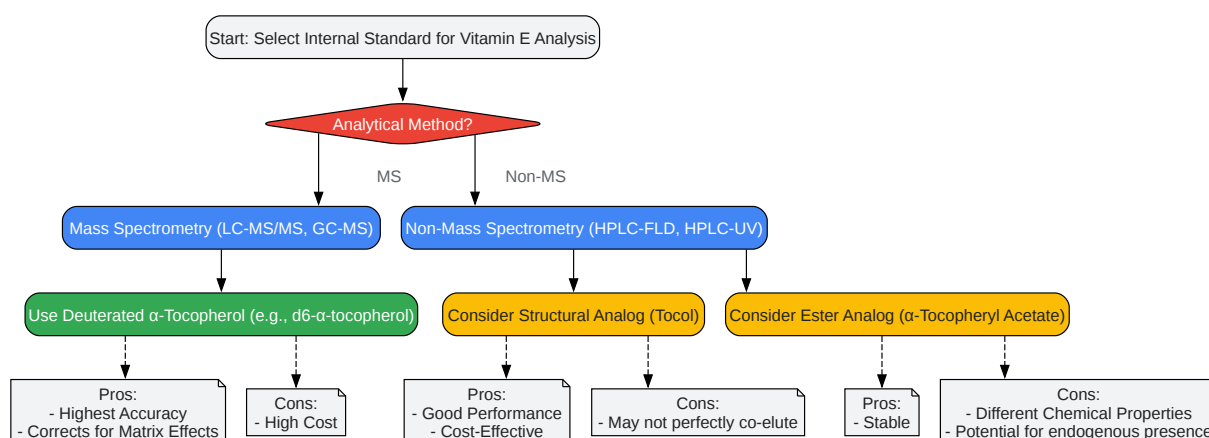 Start: Select Internal Standard for Vitamin E Analysis
Analytical Method?
MS
Non-MS
Mass Spectrometry (LC-MS/MS, GC-MS)
Non-Mass Spectrometry (HPLC-FLD, HPLC-UV)
Use Deuterated α-Tocopherol (e.g., d6-α-tocopherol)
Consider Structural Analog (Tocol)
Consider Ester Analog (α-Tocopheryl Acetate)
Pros:
- Highest Accuracy
- Corrects for Matrix Effects
Cons:
- High Cost
Pros:
- Good Performance
- Cost-Effective
Cons:
- May not perfectly co-elute
Pros:
- Stable
Cons:
- Different Chemical Properties
- Potential for endogenous presence